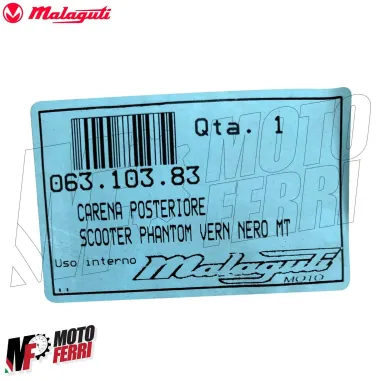 Malaguti
Qta. 1
063.103.83
CARENA POSTERIORE
SCOOTER PHANTOM VERN NERO MT
Uso interno Malaguti
MOTO
MOTO FERRI
MF MOTO
FERRI